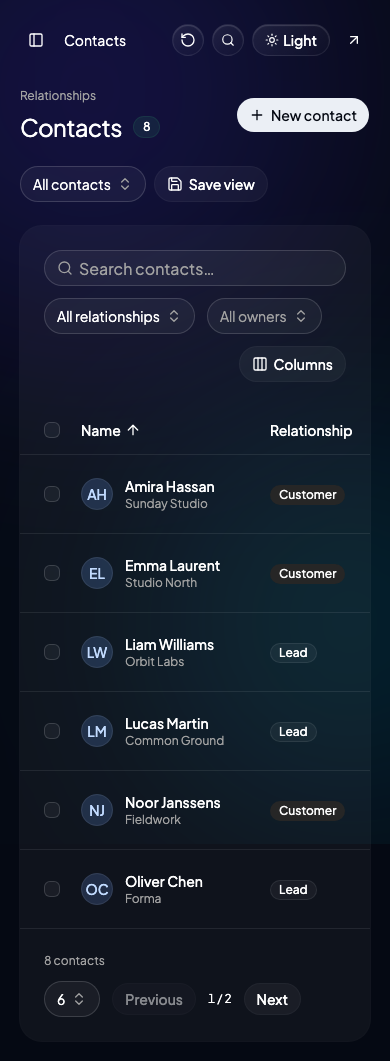 Contacts
Light
Relationships
Contacts 8
New contact
All contacts
Save view
Search contacts…
All relationships
All owners
Columns
Name
Relationship
AH
Amira Hassan
Sunday Studio
Customer
EL
Emma Laurent
Studio North
Customer
LW
Liam Williams
Orbit Labs
Lead
LM
Lucas Martin
Common Ground
Lead
NJ
Noor Janssens
Fieldwork
Customer
OC
Oliver Chen
Forma
Lead
8 contacts
6
Previous
1/2
Next